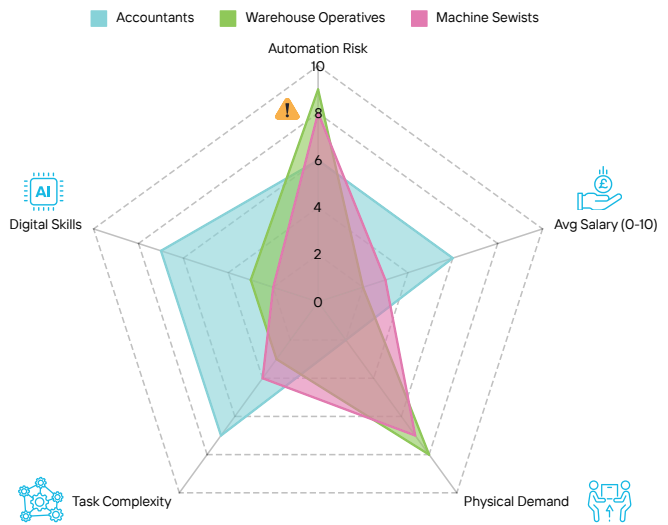 Accountants
Warehouse Operatives
Machine Sewists
Automation Risk
10
8
6
4
2
0
AI
Digital Skills
£
Avg Salary (0-10)
Task Complexity
Physical Demand